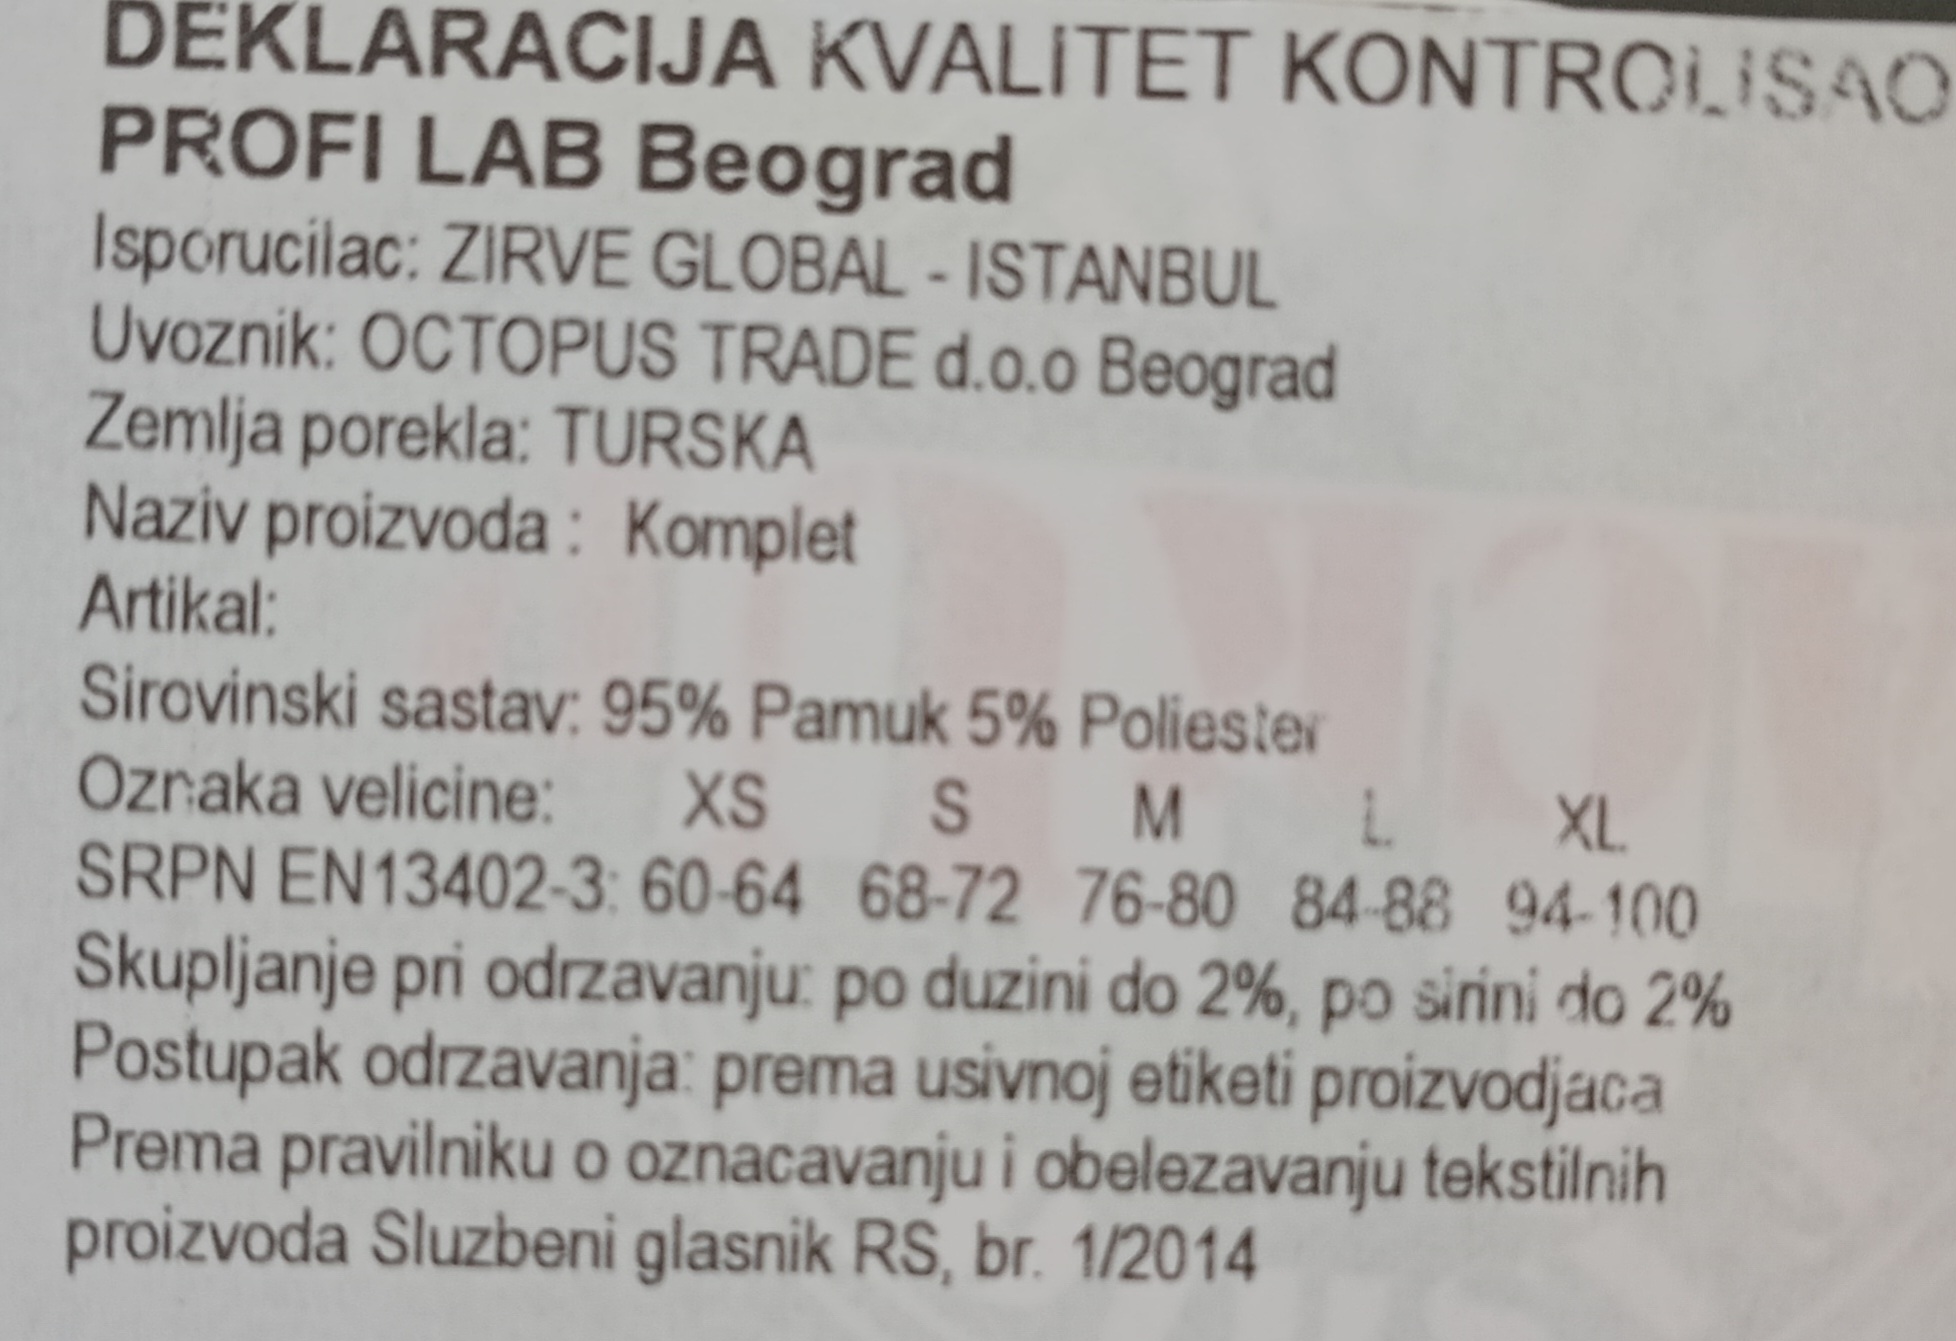 DEKLARACIJA KVALITET KONTROLISAO
PROFI LAB Beograd
Isporucilac: ZIRVE GLOBAL - ISTANBUL
Uvoznik: OCTOPUS TRADE d.o.o Beograd
Zemlja porekla: TURSKA
Naziv proizvoda : Komplet
Artikal:
Sirovinski sastav: 95% Pamuk 5% Poliester
Oznaka velicine: XS S M L XL
SRPN EN13402-3: 60-64 68-72 76-80 84-88 94-100
Skupljanje pri odrzavanju: po duzini do 2%, po sirini do 2%
Postupak odrzavanja: prema usivnoj etiketi proizvodjaca
Prema pravilniku o oznacavanju i obelezavanju tekstilnih
proizvoda Sluzbeni glasnik RS, br. 1/2014